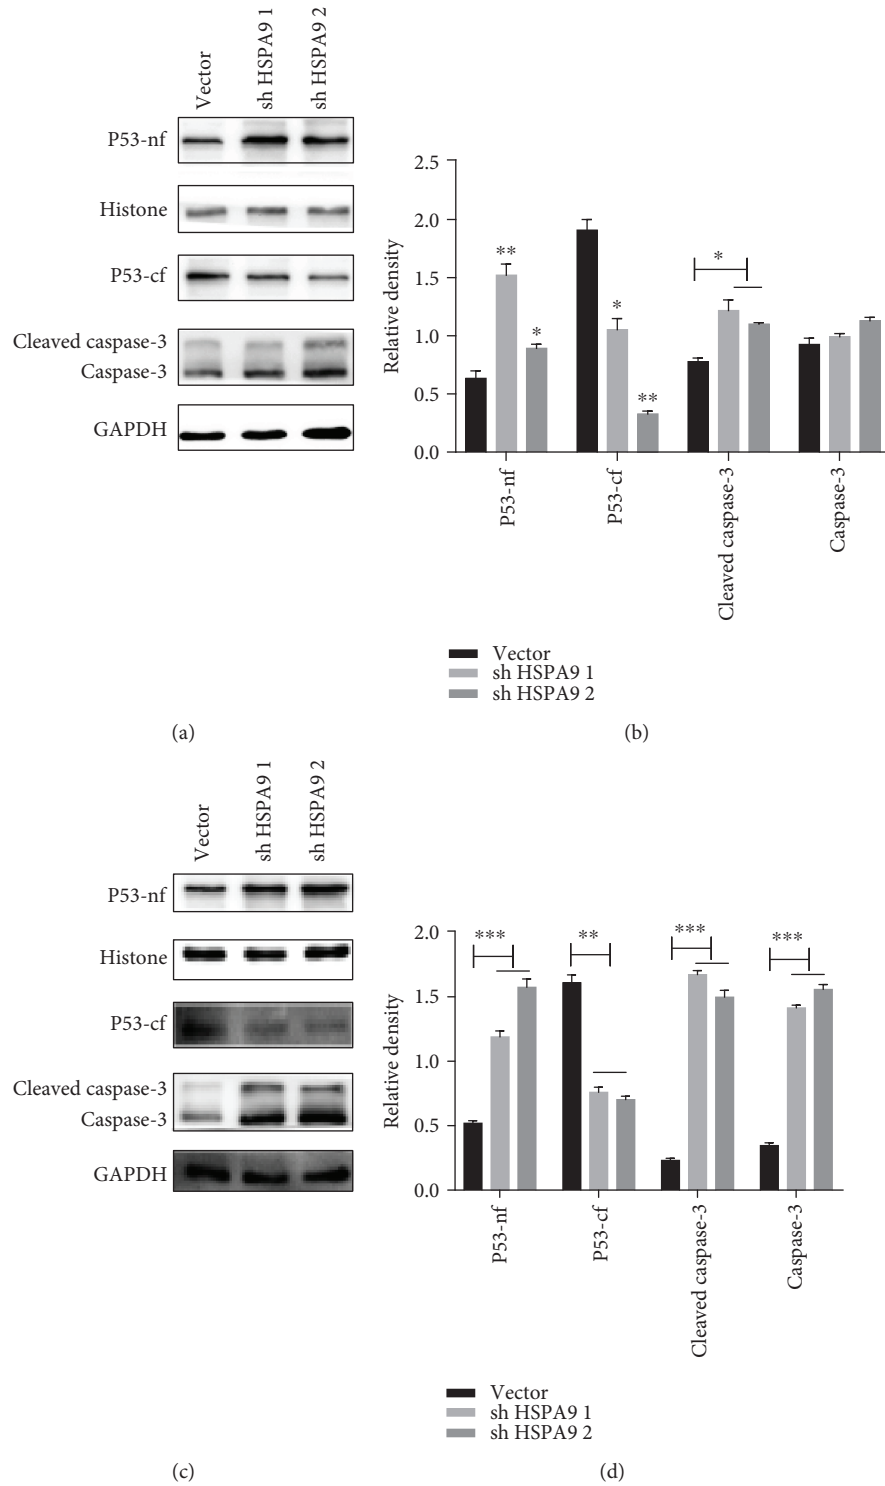 Vector
sh HSPA9 1
sh HSPA9 2
P53-nf
Histone
P53-cf
Cleaved caspase-3
Caspase-3
GAPDH
(a)
Relative density
2.5
2.0
1.5
1.0
0.5
0.0
**
*
*
**
*
P53-nf
P53-cf
Cleaved caspase-3
Caspase-3
Vector
sh HSPA9 1
sh HSPA9 2
(b)
Vector
sh HSPA9 1
sh HSPA9 2
P53-nf
Histone
P53-cf
Cleaved caspase-3
Caspase-3
GAPDH
(c)
Relative density
2.0
1.5
1.0
0.5
0.0
***
**
***
***
P53-nf
P53-cf
Cleaved caspase-3
Caspase-3
Vector
sh HSPA9 1
sh HSPA9 2
(d)